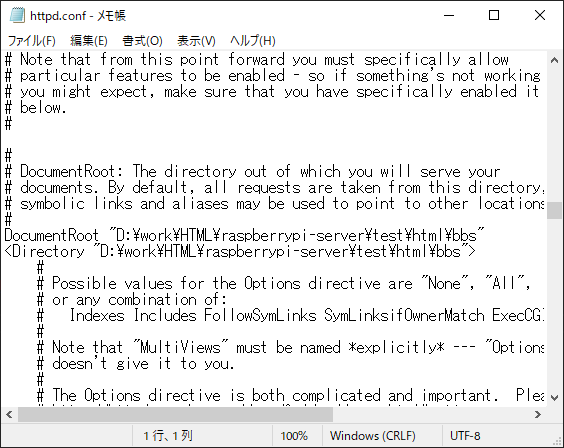 httpd.conf - メモ帳
ファイル(F) 編集(E) 書式(O) 表示(V) ヘルプ(H)
# Note that from this point forward you must specifically allow
# particular features to be enabled - so if something's not working
# you might expect, make sure that you have specifically enabled it
# below.
#
#
# DocumentRoot: The directory out of which you will serve your
# documents. By default, all requests are taken from this directory,
# symbolic links and aliases may be used to point to other locations
#
DocumentRoot "D:¥work¥HTML¥raspberrypi-server¥test¥html¥bbs"
<Directory "D:¥work¥HTML¥raspberrypi-server¥test¥html¥bbs">
#
# Possible values for the Options directive are "None", "All",
# or any combination of:
#   Indexes Includes FollowSymLinks SymLinksifOwnerMatch ExecCGI
#
# Note that "MultiViews" must be named *explicitly* --- "Options
# doesn't give it to you.
#
# The Options directive is both complicated and important.  Plea
1 行、1 列 100% Windows (CRLF) UTF-8